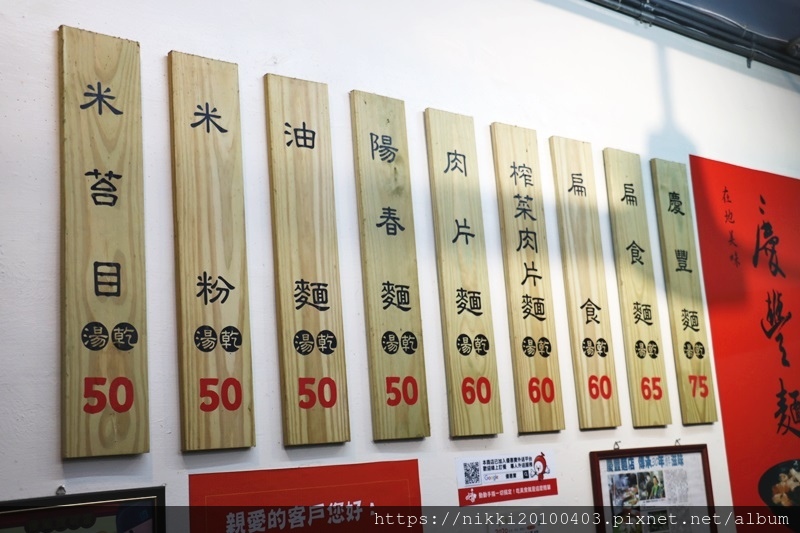 米苔目 湯 乾 50
米粉 湯 乾 50
油麵 湯 乾 50
陽春麵 湯 乾 50
肉片麵 湯 乾 60
榨菜肉片麵 湯 乾 60
扁食 湯 乾 60
扁食麵 湯 乾 65
慶豐麵 湯 乾 75
在地美味
慶豐麵
親愛的客戶您好：
Google
https://nikki20100403.pixnet.net/album